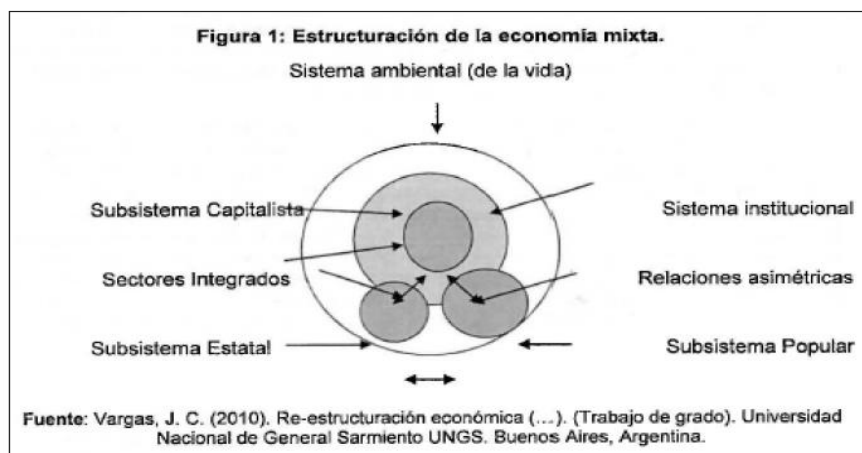 Figura 1: Estructuración de la economía mixta.
Sistema ambiental (de la vida)
Subsistema Capitalista
Sistema institucional
Sectores Integrados
Relaciones asimétricas
Subsistema Estatal
Subsistema Popular
Fuente: Vargas, J. C. (2010). Re-estructuración económica (...). (Trabajo de grado). Universidad
Nacional de General Sarmiento UNGS. Buenos Aires, Argentina.